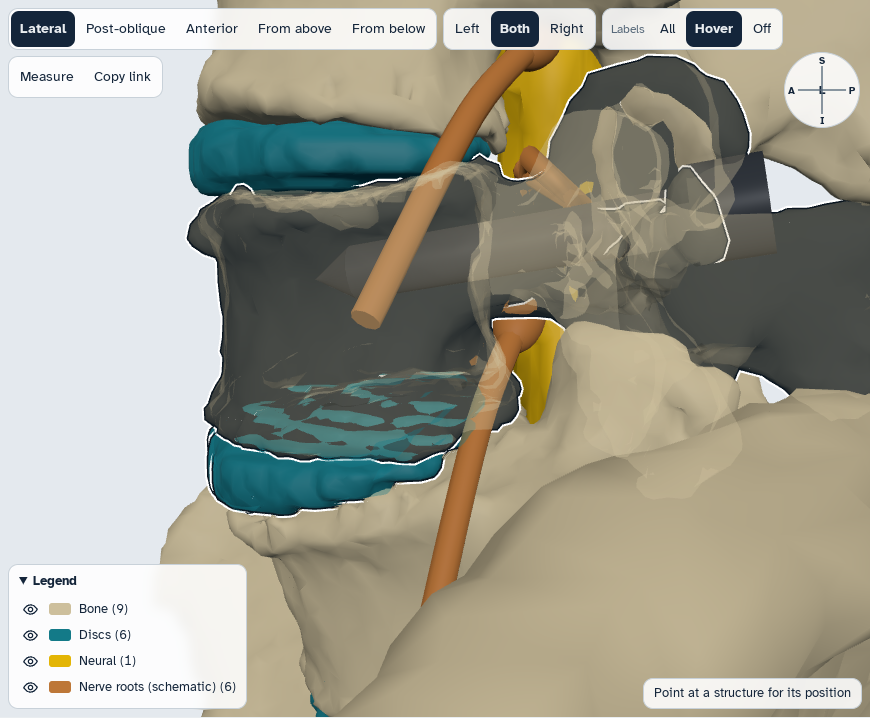 Lateral Post-oblique Anterior From above From below Left Both Right Labels All Hover Off
Measure Copy link
S
A L P
I
▼ Legend
Bone (9)
Discs (6)
Neural (1)
Nerve roots (schematic) (6)
Point at a structure for its position